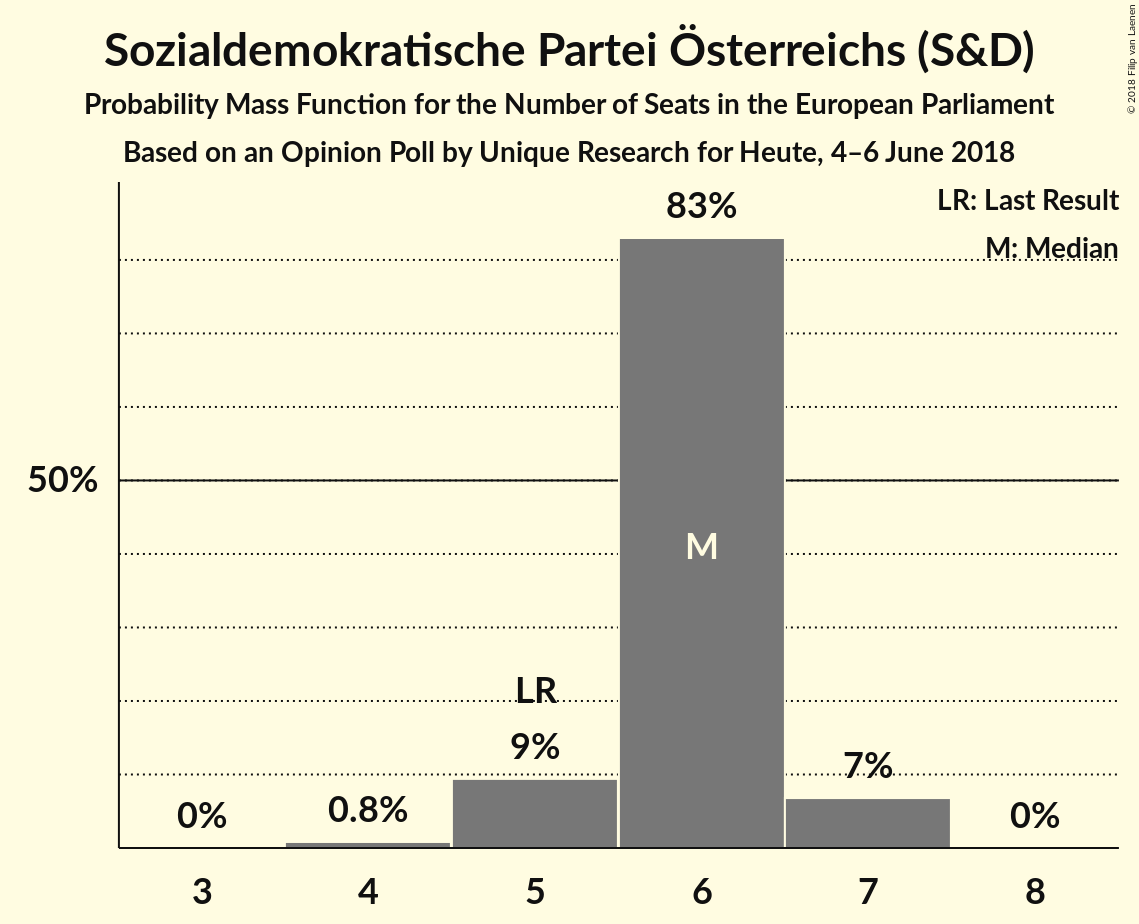 Sozialdemokratische Partei Österreichs (S&D)
Probability Mass Function for the Number of Seats in the European Parliament
Based on an Opinion Poll by Unique Research for Heute, 4–6 June 2018
© 2018 Filip van Laenen
LR: Last Result
M: Median
83%
50%
M
LR
9%
7%
0%
0.8%
0%
3 4 5 6 7 8